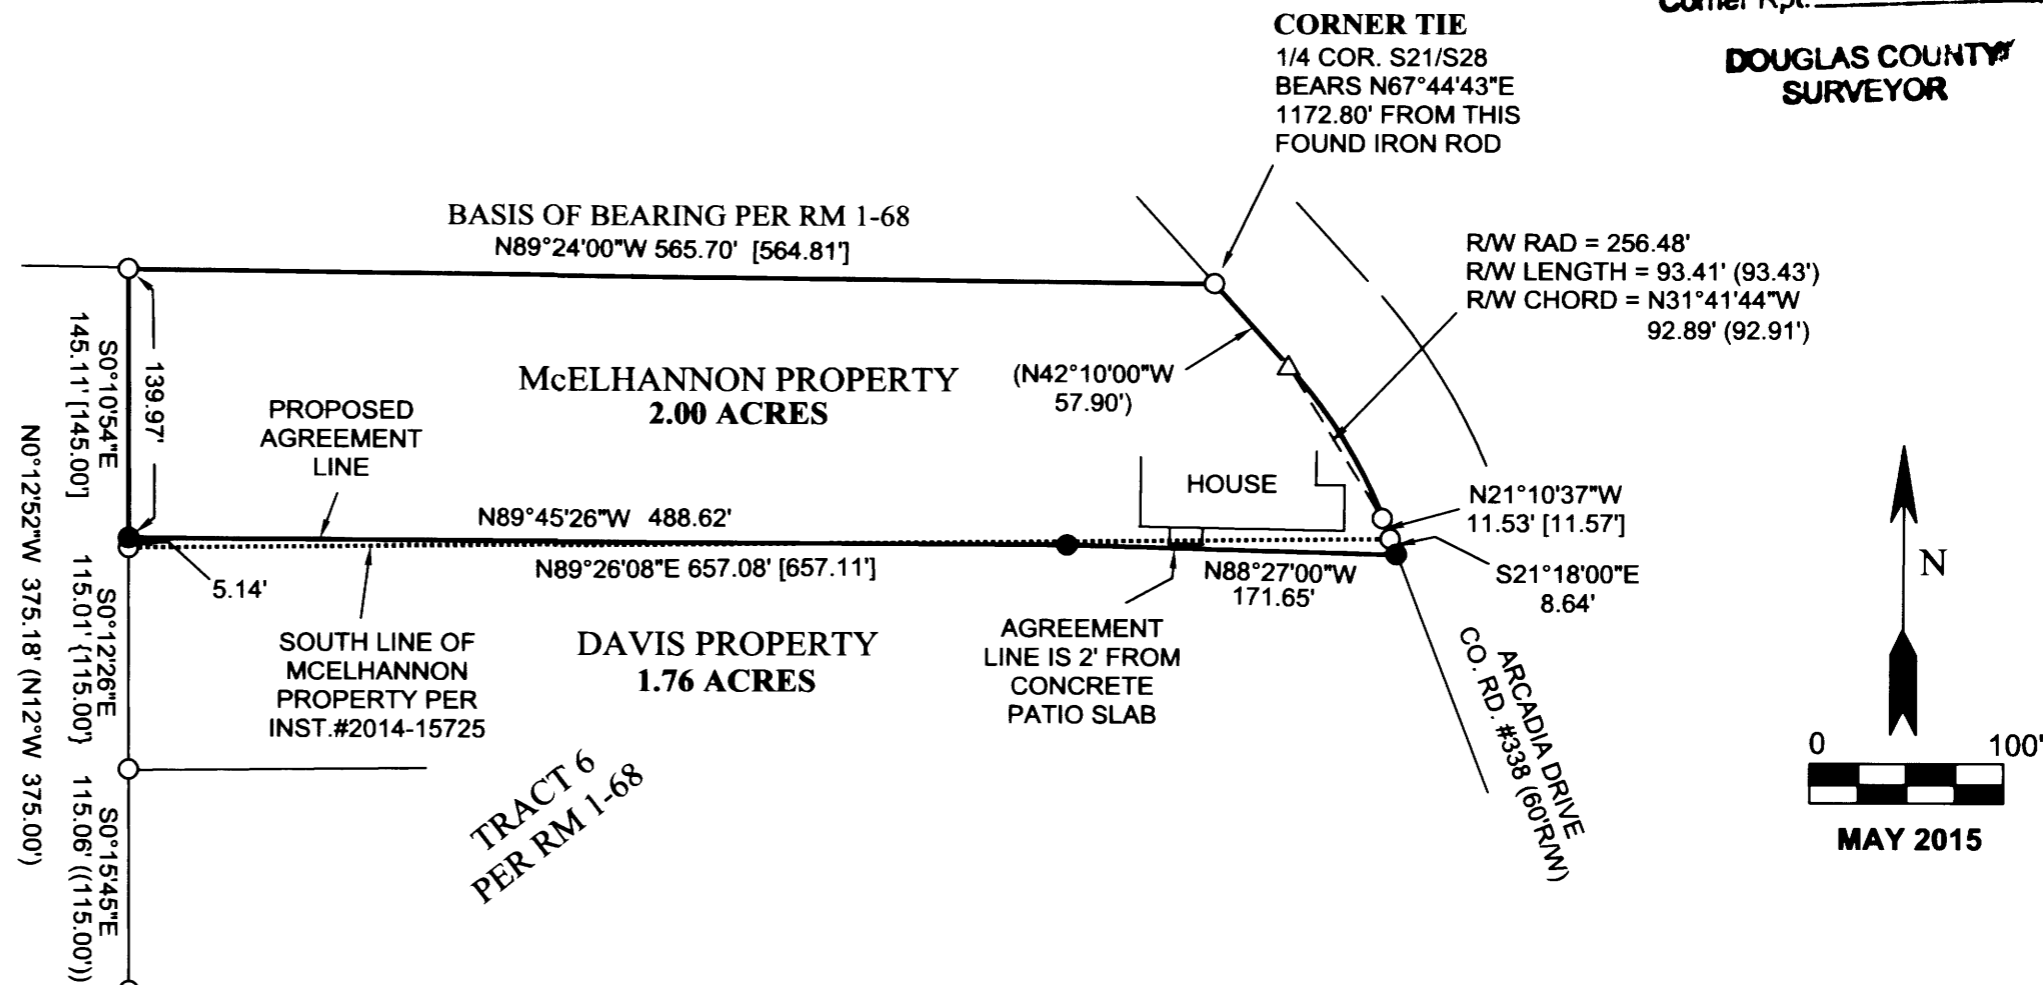 Corner Rpt.
DOUGLAS COUNTY
SURVEYOR
CORNER TIE
1/4 COR. S21/S28
BEARS N67°44'43"E
1172.80' FROM THIS
FOUND IRON ROD
BASIS OF BEARING PER RM 1-68
N89°24'00"W 565.70' [564.81']
R/W RAD = 256.48'
R/W LENGTH = 93.41' (93.43')
R/W CHORD = N31°41'44"W
92.89' (92.91')
S0°10'54"E
145.11' [145.00']
139.97'
McELHANNON PROPERTY
2.00 ACRES
(N42°10'00"W
57.90')
PROPOSED
AGREEMENT
LINE
HOUSE
N21°10'37"W
11.53' [11.57']
N89°45'26"W 488.62'
N89°26'08"E 657.08' [657.11']
N88°27'00"W
171.65'
S21°18'00"E
8.64'
5.14'
N0°12'52"W 375.18' (N12°W 375.00')
S0°12'26"E
115.01' {115.00'}
SOUTH LINE OF
MCELHANNON
PROPERTY PER
INST.#2014-15725
DAVIS PROPERTY
1.76 ACRES
AGREEMENT
LINE IS 2' FROM
CONCRETE
PATIO SLAB
ARCADIA DRIVE
CO. RD. #338 (60'R/W)
TRACT 6
PER RM 1-68
S0°15'45"E
115.06' ((115.00'))
N
0 100'
MAY 2015